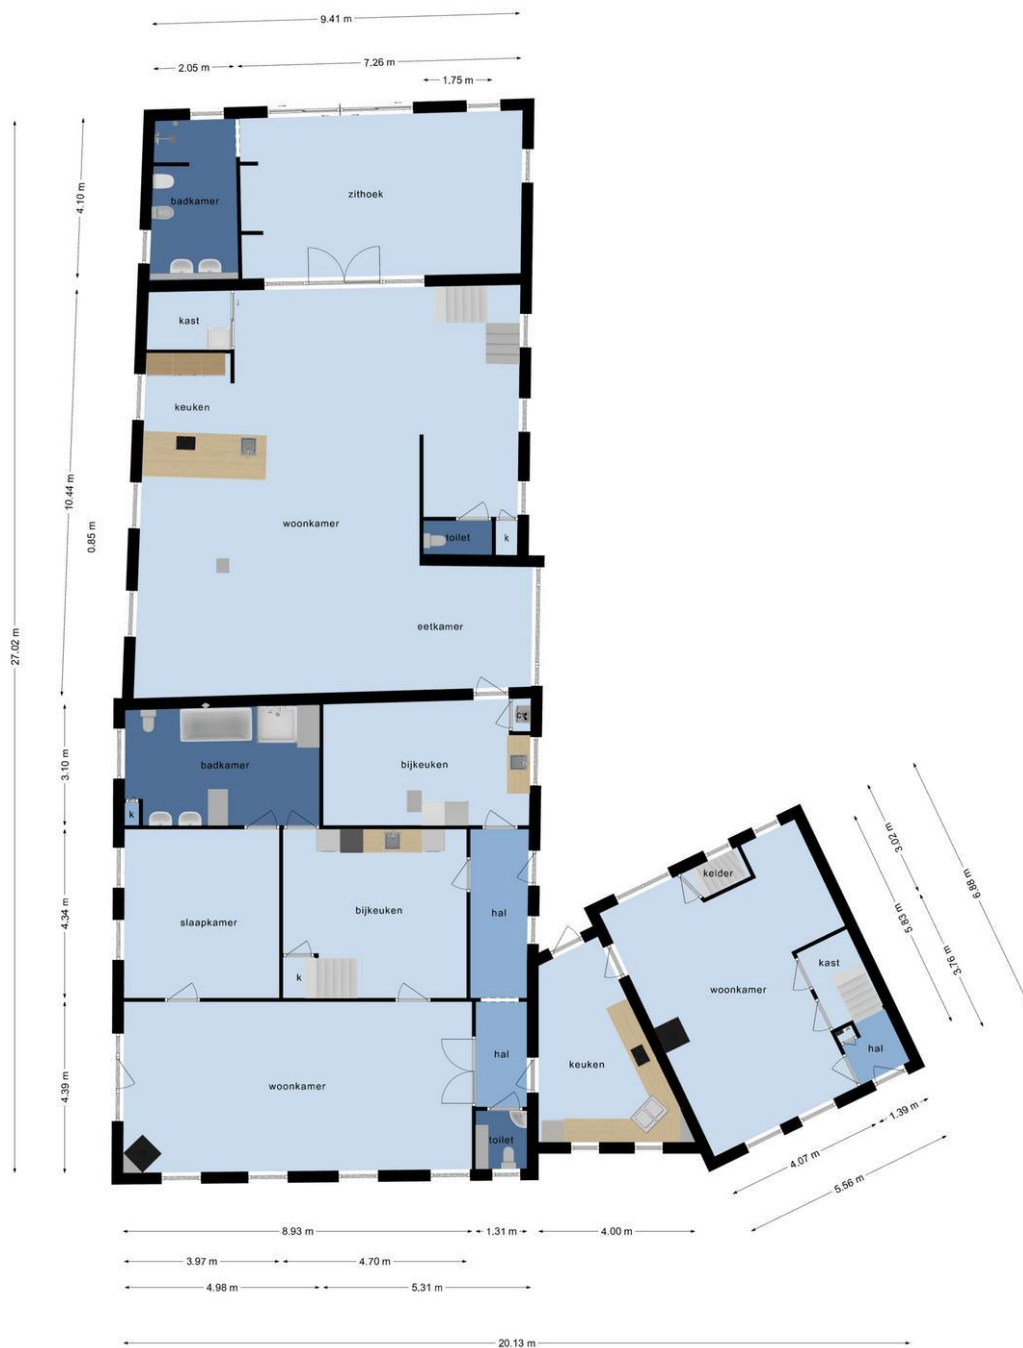 9.41 m
2.05 m
7.26 m
1.75 m
4.10 m
badkamer
zithoek
kast
keuken
10.44 m
0.85 m
woonkamer
toilet
k
27.02 m
eetkamer
3.10 m
badkamer
bijkeuken
k
4.34 m
slaapkamer
bijkeuken
hal
k
kelder
3.02 m
6.88 m
5.83 m
3.76 m
kast
woonkamer
hal
4.39 m
woonkamer
hal
keuken
toilet
1.39 m
4.07 m
5.56 m
8.93 m
1.31 m
4.00 m
3.97 m
4.70 m
4.98 m
5.31 m
20.13 m